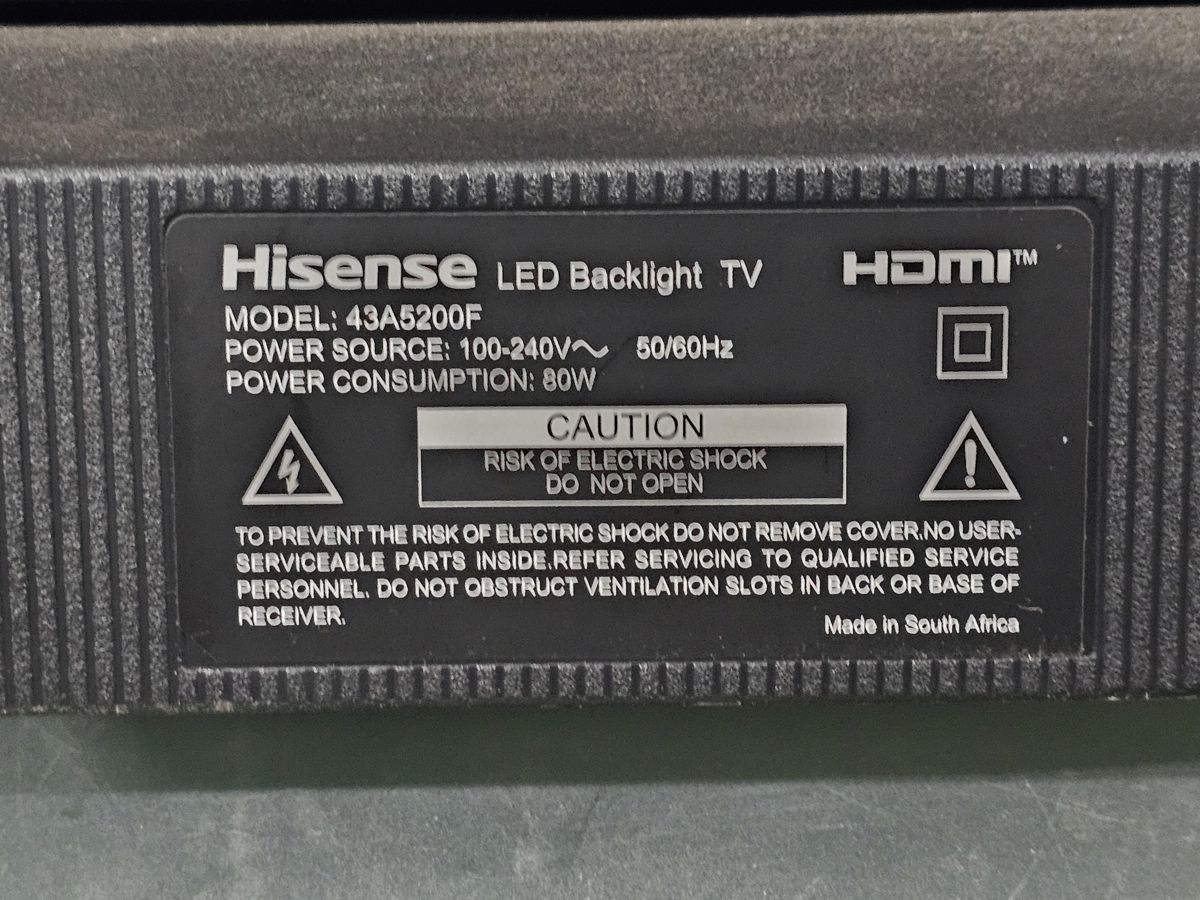 Hisense LED Backlight TV HDMI™
MODEL: 43A5200F
POWER SOURCE: 100-240V∼ 50/60Hz
POWER CONSUMPTION: 80W
CAUTION
RISK OF ELECTRIC SHOCK
DO NOT OPEN
TO PREVENT THE RISK OF ELECTRIC SHOCK DO NOT REMOVE COVER.NO USER-
SERVICEABLE PARTS INSIDE.REFER SERVICING TO QUALIFIED SERVICE
PERSONNEL. DO NOT OBSTRUCT VENTILATION SLOTS IN BACK OR BASE OF
RECEIVER.
Made in South Africa